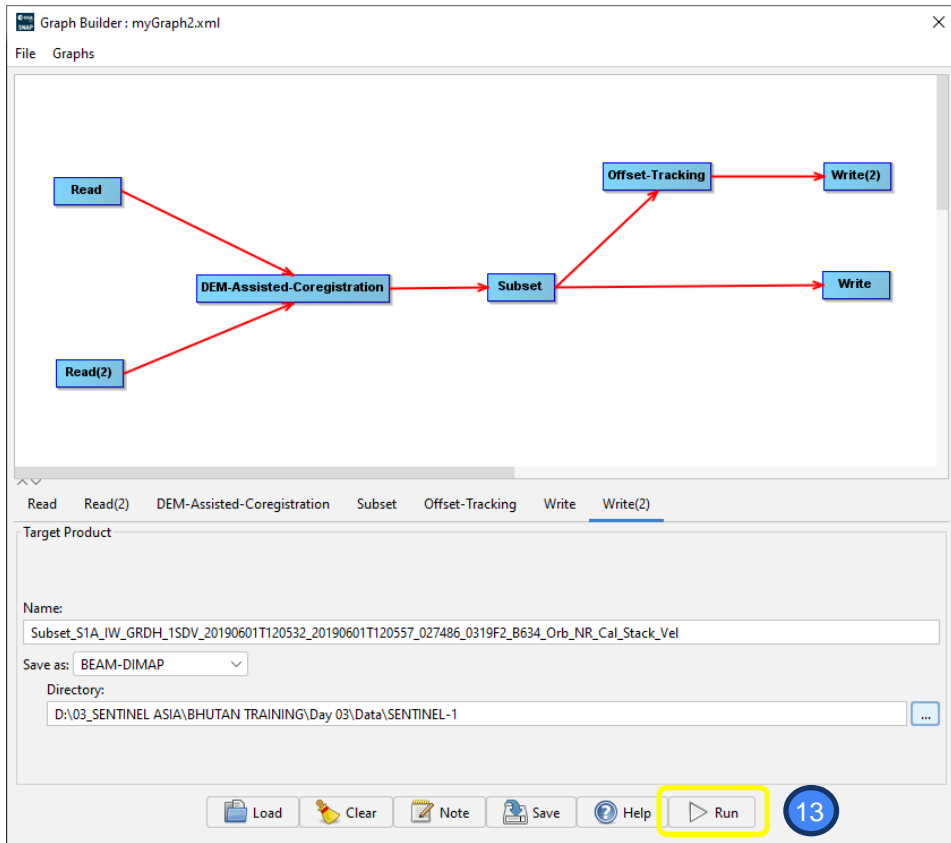 esa
SNAP
Graph Builder : myGraph2.xml
File Graphs
Offset-Tracking Write(2)
Read
DEM-Assisted-Coregistration Subset Write
Read(2)
Read Read(2) DEM-Assisted-Coregistration Subset Offset-Tracking Write Write(2)
Target Product
Name:
Subset_S1A_IW_GRDH_1SDV_20190601T120532_20190601T120557_027486_0319F2_B634_Orb_NR_Cal_Stack_Vel
Save as: BEAM-DIMAP
Directory:
D:\03_SENTINEL ASIA\BHUTAN TRAINING\Day 03\Data\SENTINEL-1
...
Load Clear Note Save Help Run 13